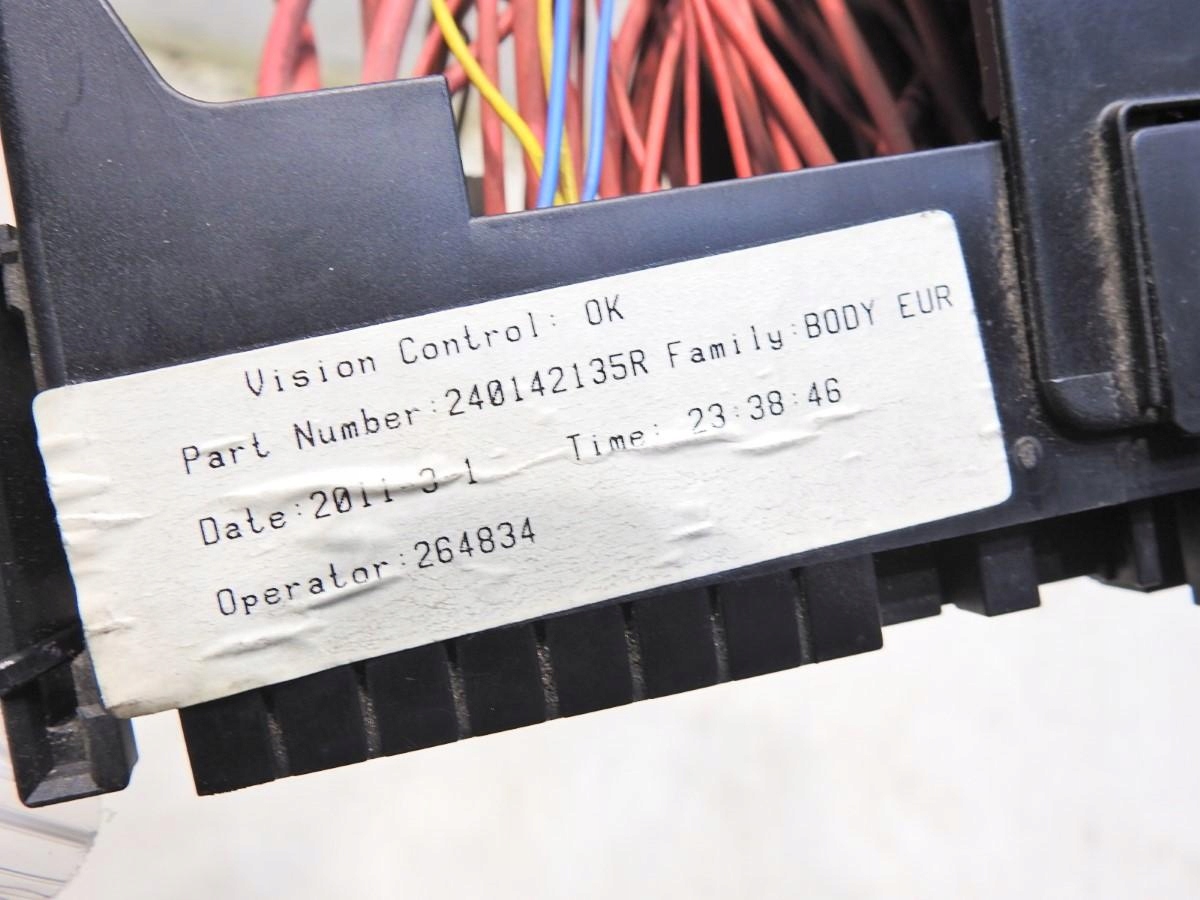 Vision Control: OK
Part Number:240142135R Family:BODY EUR
Date:2011-3-1 Time: 23:38:46
Operator:264834